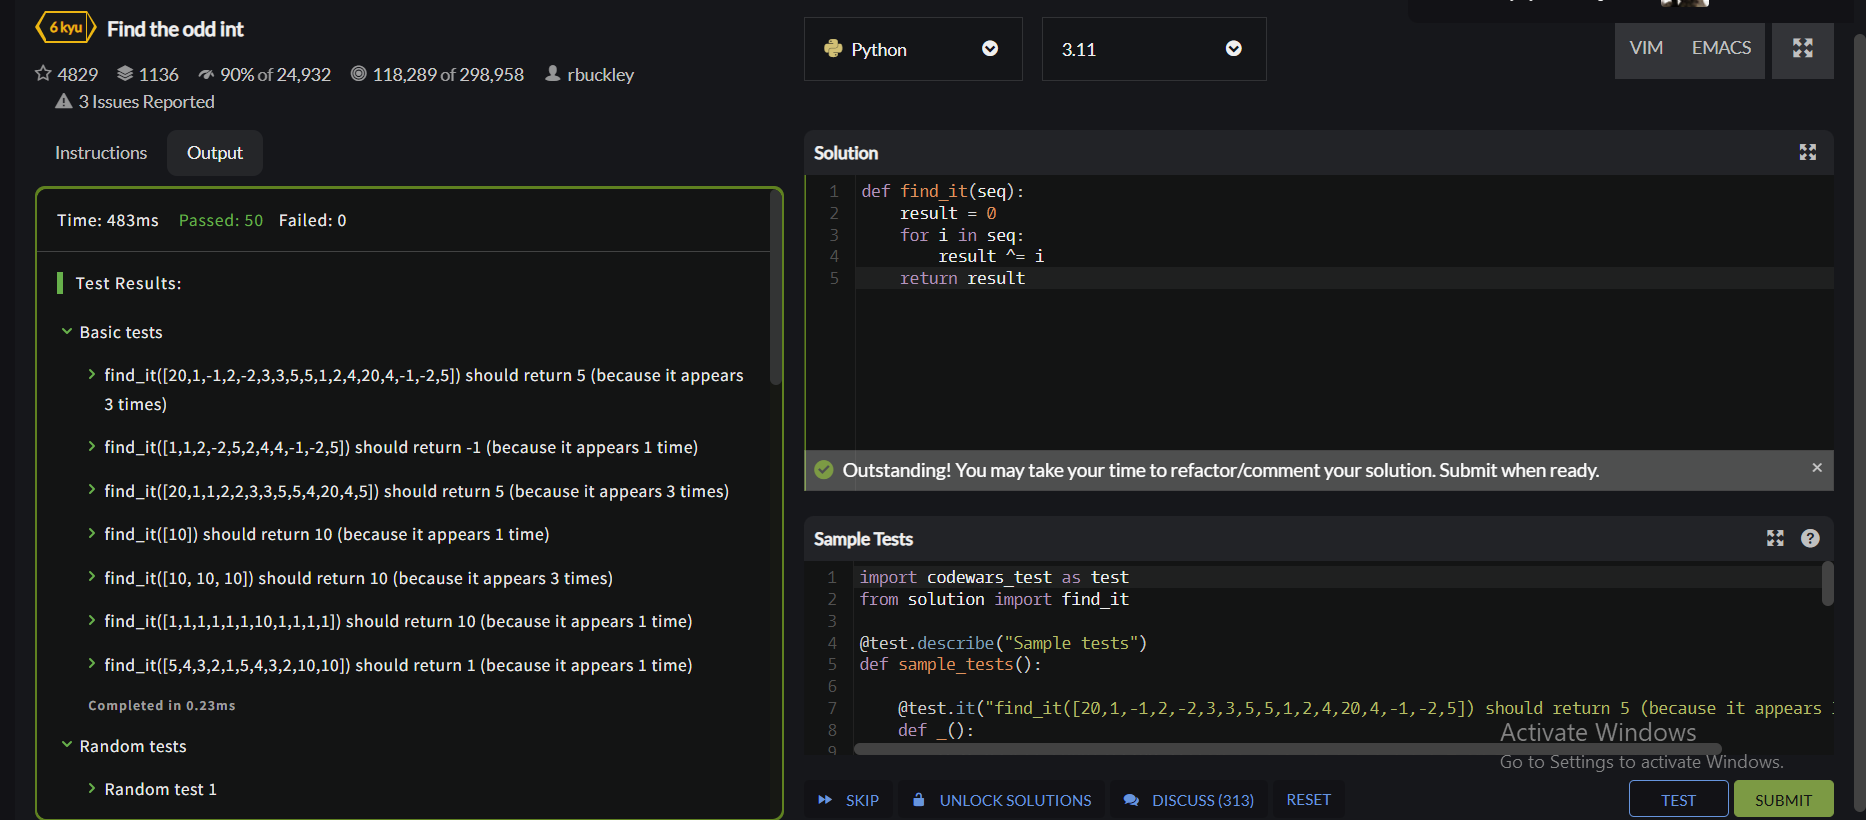 6 kyu Find the odd int
4829 1136 90% of 24,932 118,289 of 298,958 rbuckley
3 Issues Reported
Python
3.11
VIM EMACS
Instructions Output
Time: 483ms Passed: 50 Failed: 0
Test Results:
Basic tests
find_it([20,1,-1,2,-2,3,3,5,5,1,2,4,20,4,-1,-2,5]) should return 5 (because it appears
3 times)
find_it([1,1,2,-2,5,2,4,4,-1,-2,5]) should return -1 (because it appears 1 time)
find_it([20,1,1,2,2,3,3,5,5,4,20,4,5]) should return 5 (because it appears 3 times)
find_it([10]) should return 10 (because it appears 1 time)
find_it([10, 10, 10]) should return 10 (because it appears 3 times)
find_it([1,1,1,1,1,1,10,1,1,1,1]) should return 10 (because it appears 1 time)
find_it([5,4,3,2,1,5,4,3,2,10,10]) should return 1 (because it appears 1 time)
Completed in 0.23ms
Random tests
Random test 1
Solution
1 def find_it(seq):
2     result = 0
3     for i in seq:
4         result ^= i
5     return result
Outstanding! You may take your time to refactor/comment your solution. Submit when ready.
Sample Tests
1 import codewars_test as test
2 from solution import find_it
3
4 @test.describe("Sample tests")
5 def sample_tests():
6
7     @test.it("find_it([20,1,-1,2,-2,3,3,5,5,1,2,4,20,4,-1,-2,5]) should return 5 (because it appears
8     def _():
9
Activate Windows
Go to Settings to activate Windows.
SKIP UNLOCK SOLUTIONS DISCUSS (313) RESET TEST SUBMIT